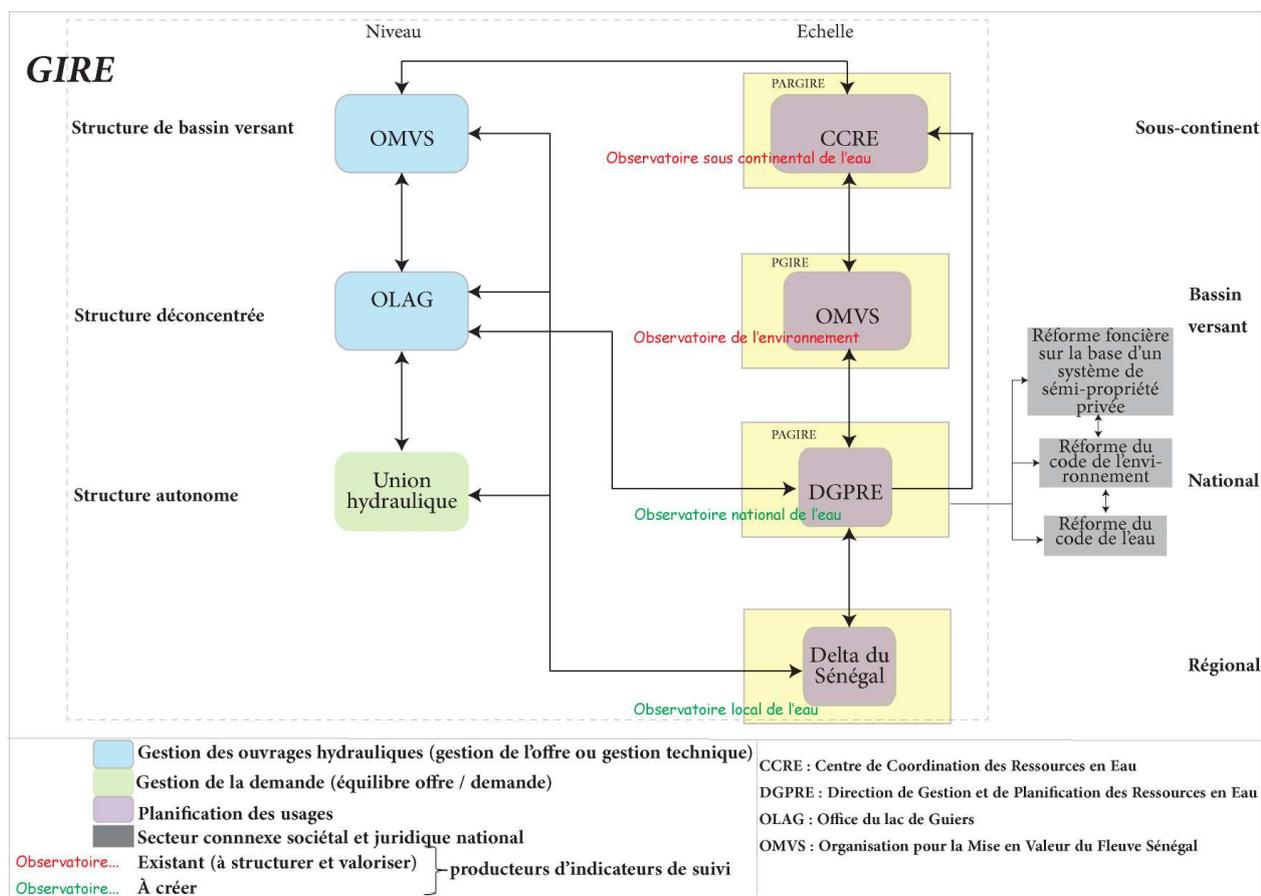 Niveau
Echelle
GIRE
PARGIRE
Structure de bassin versant
OMVS
CCRE
Sous-continent
Observatoire sous continental de l'eau
PGIRE
OLAG
Structure déconcentrée
OMVS
Bassin
versant
Observatoire de l'environnement
Réforme foncière
sur la base d'un
système de
sémi-propriété
privée
PAGIRE
Réforme du
code de l'envi-
ronnement
Structure autonome
Union
hydraulique
DGPRE
National
Observatoire national de l'eau
Réforme du
code de l'eau
Delta du
Sénégal
Régional
Observatoire local de l'eau
Gestion des ouvrages hydrauliques (gestion de l'offre ou gestion technique)
Gestion de la demande (équilibre offre / demande)
Planification des usages
Secteur connnexe sociétal et juridique national
Observatoire... Existant (à structurer et valoriser)
Observatoire... À créer
producteurs d'indicateurs de suivi
CCRE : Centre de Coordination des Ressources en Eau
DGPRE : Direction de Gestion et de Planification des Ressources en Eau
OLAG : Office du lac de Guiers
OMVS : Organisation pour la Mise en Valeur du Fleuve Sénégal